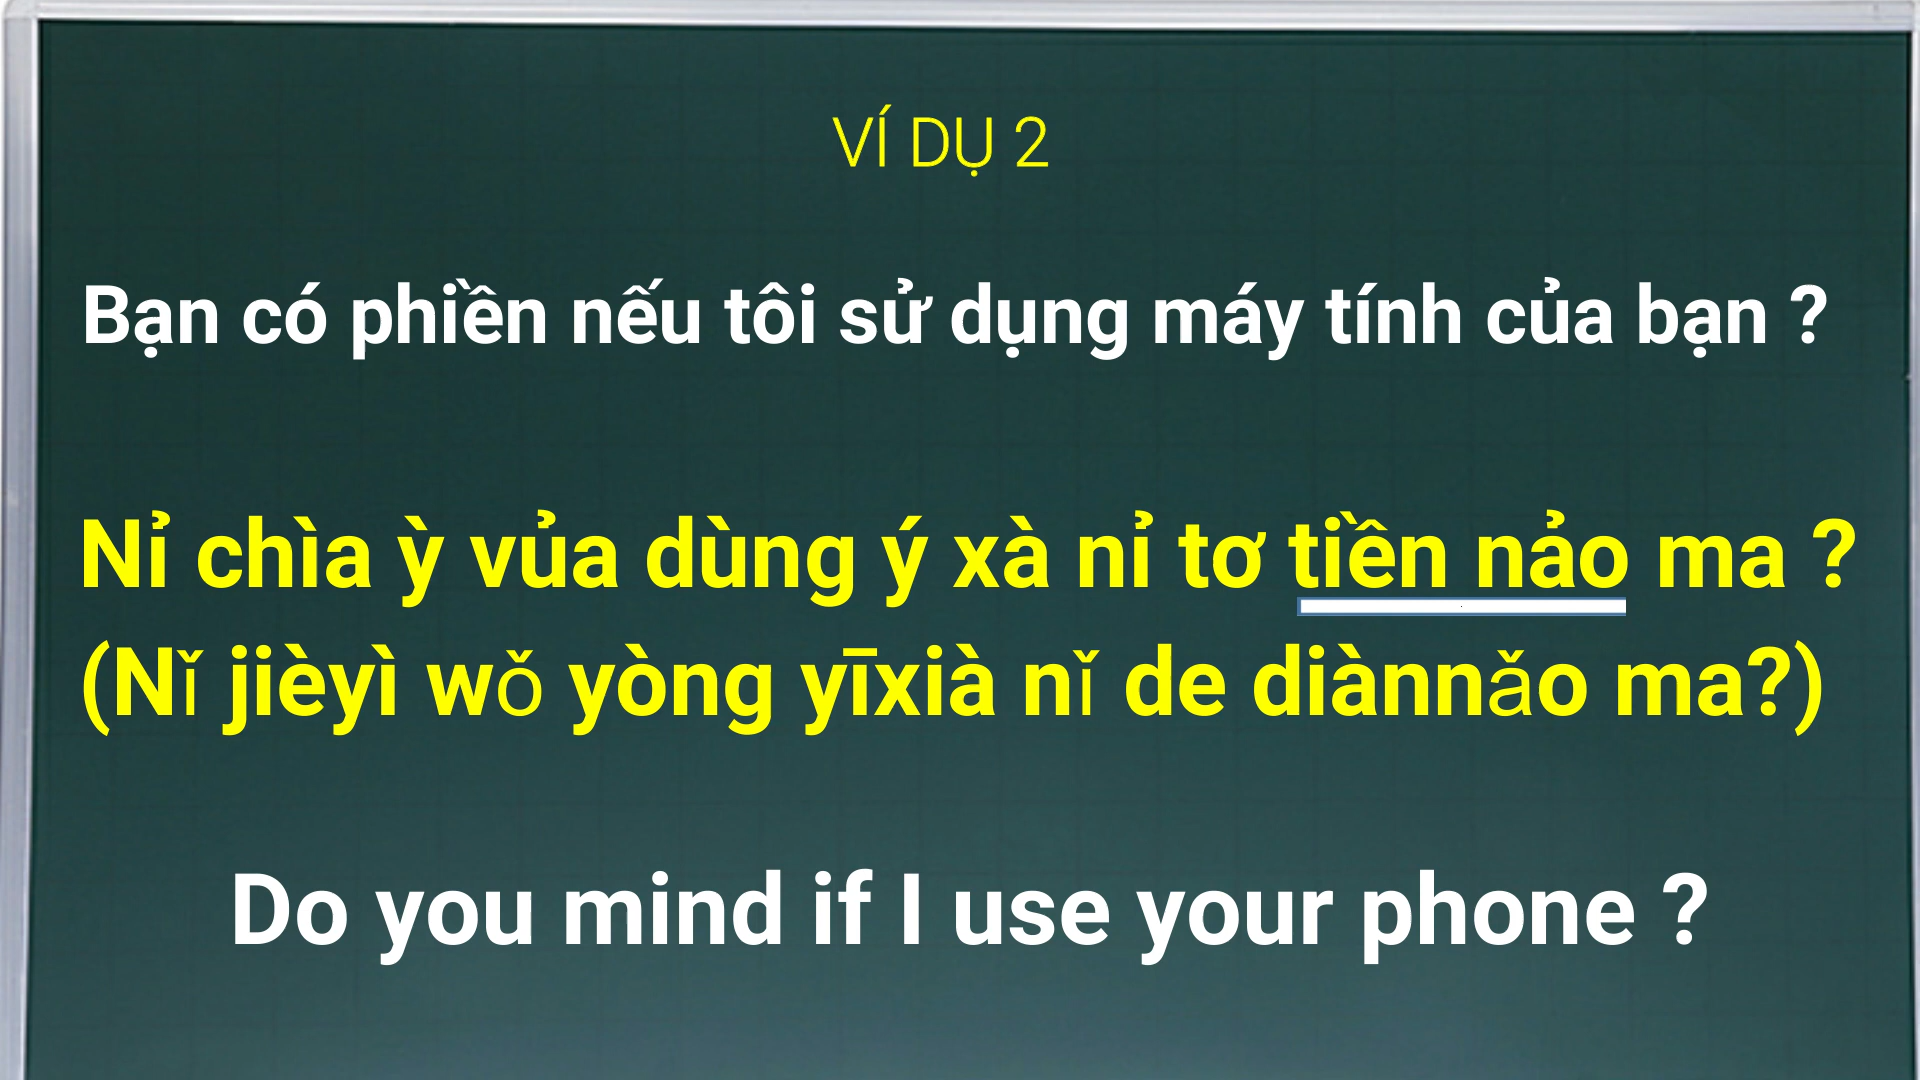 VÍ DỤ 2
Bạn có phiền nếu tôi sử dụng máy tính của bạn ?
Nỉ chìa ỳ vủa dùng ý xà nỉ tơ tiền nảo ma ?
(Nǐ jièyì wǒ yòng yīxià nǐ de diànnǎo ma?)
Do you mind if I use your phone ?